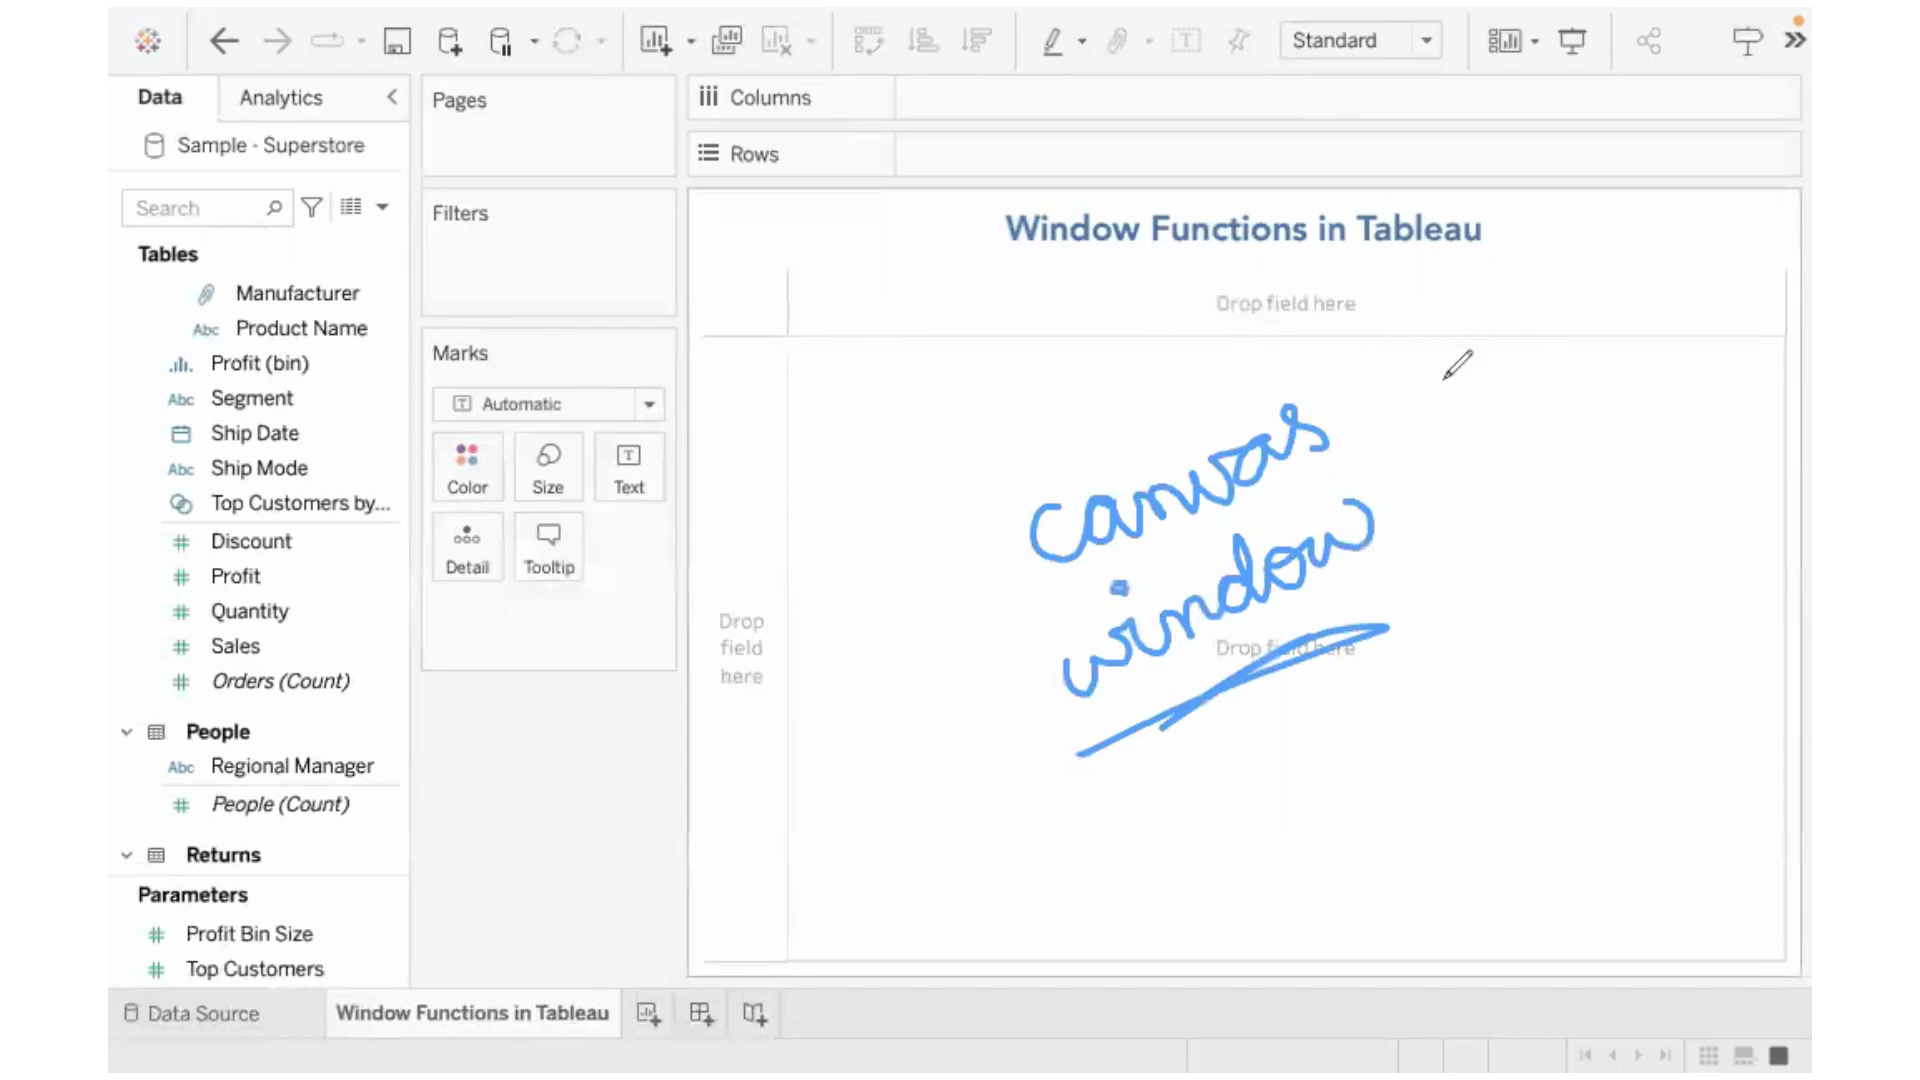 Standard
Data
Analytics
Sample - Superstore
Search
Tables
Manufacturer
Abc Product Name
Profit (bin)
Abc Segment
Ship Date
Abc Ship Mode
Top Customers by...
# Discount
# Profit
# Quantity
# Sales
# Orders (Count)
People
Abc Regional Manager
# People (Count)
Returns
Parameters
# Profit Bin Size
# Top Customers
Pages
Filters
Marks
T Automatic
Color
Size
T Text
Detail
Tooltip
Columns
Rows
Window Functions in Tableau
Drop field here
Drop
field
here
Drop field here
canvas
window
Data Source
Window Functions in Tableau